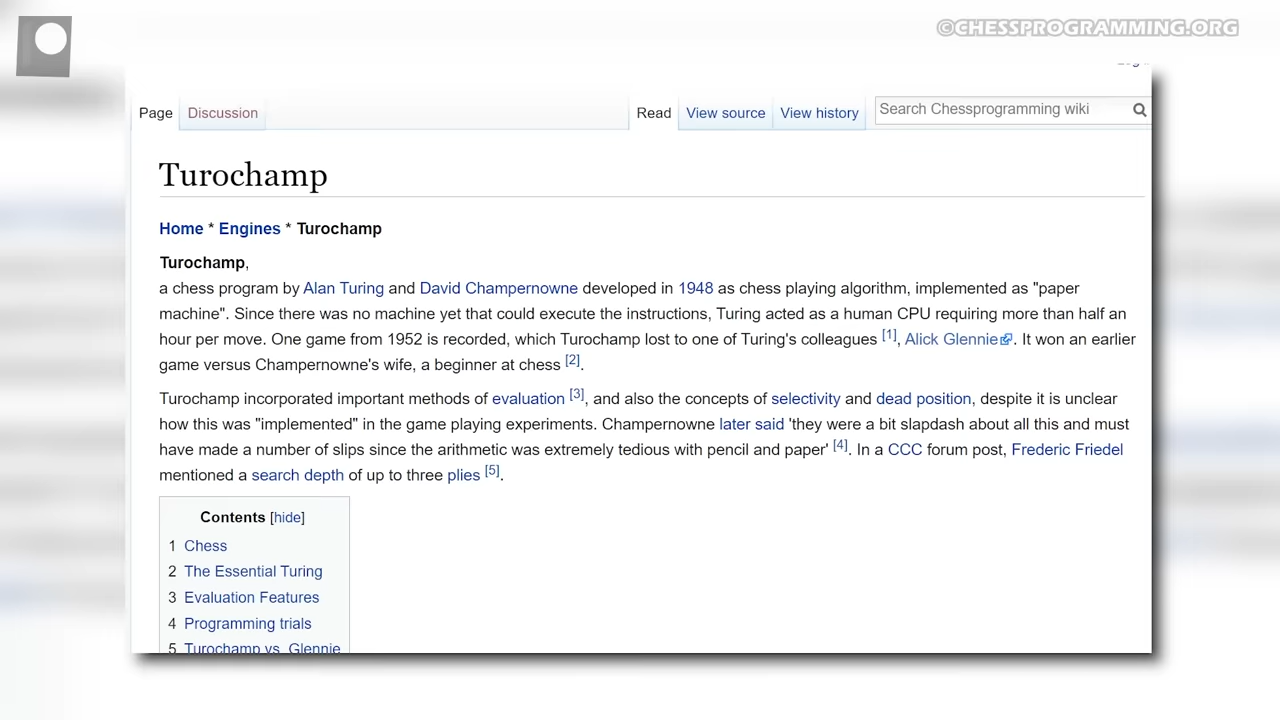 ©CHESSPROGRAMMING.ORG
Page Discussion Read View source View history Search Chessprogramming wiki
Turochamp
Home * Engines * Turochamp
Turochamp,
a chess program by Alan Turing and David Champernowne developed in 1948 as chess playing algorithm, implemented as "paper
machine". Since there was no machine yet that could execute the instructions, Turing acted as a human CPU requiring more than half an
hour per move. One game from 1952 is recorded, which Turochamp lost to one of Turing's colleagues [1], Alick Glennie. It won an earlier
game versus Champernowne's wife, a beginner at chess [2].
Turochamp incorporated important methods of evaluation [3], and also the concepts of selectivity and dead position, despite it is unclear
how this was "implemented" in the game playing experiments. Champernowne later said 'they were a bit slapdash about all this and must
have made a number of slips since the arithmetic was extremely tedious with pencil and paper' [4]. In a CCC forum post, Frederic Friedel
mentioned a search depth of up to three plies [5].
Contents [hide]
1 Chess
2 The Essential Turing
3 Evaluation Features
4 Programming trials
5 Turochamp vs. Glennie